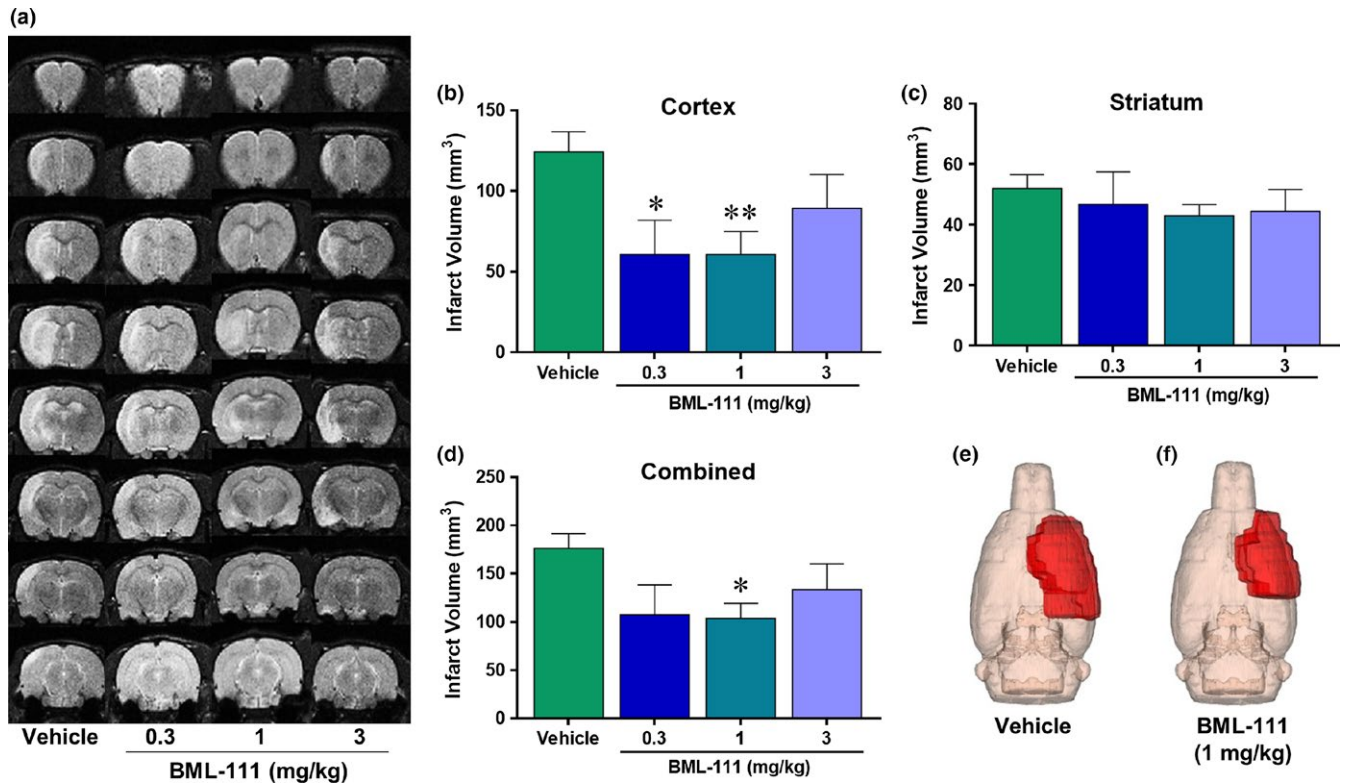 (a)
Vehicle 0.3 1 3
BML-111 (mg/kg)
(b)
Cortex
Infarct Volume (mm³)
150
100
50
0
* **
Vehicle 0.3 1 3
BML-111 (mg/kg)
(c)
Striatum
Infarct Volume (mm³)
80
60
40
20
0
Vehicle 0.3 1 3
BML-111 (mg/kg)
(d)
Combined
Infarct Volume (mm³)
250
200
150
100
50
0
*
Vehicle 0.3 1 3
BML-111 (mg/kg)
(e)
Vehicle
(f)
BML-111
(1 mg/kg)